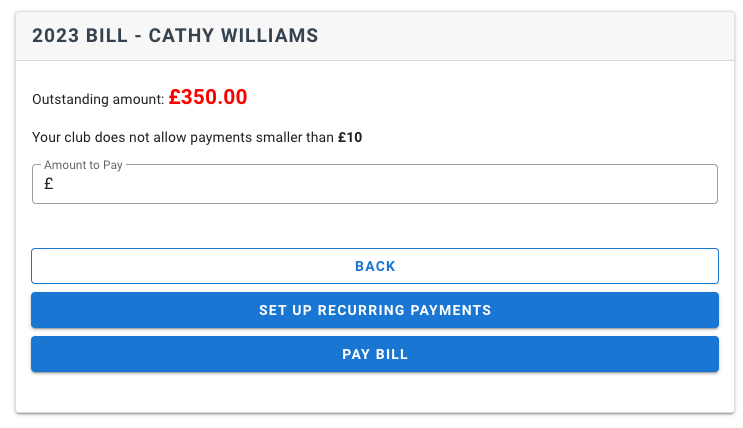 2023 BILL - CATHY WILLIAMS
Outstanding amount: £350.00
Your club does not allow payments smaller than £10
Amount to Pay
£
BACK
SET UP RECURRING PAYMENTS
PAY BILL